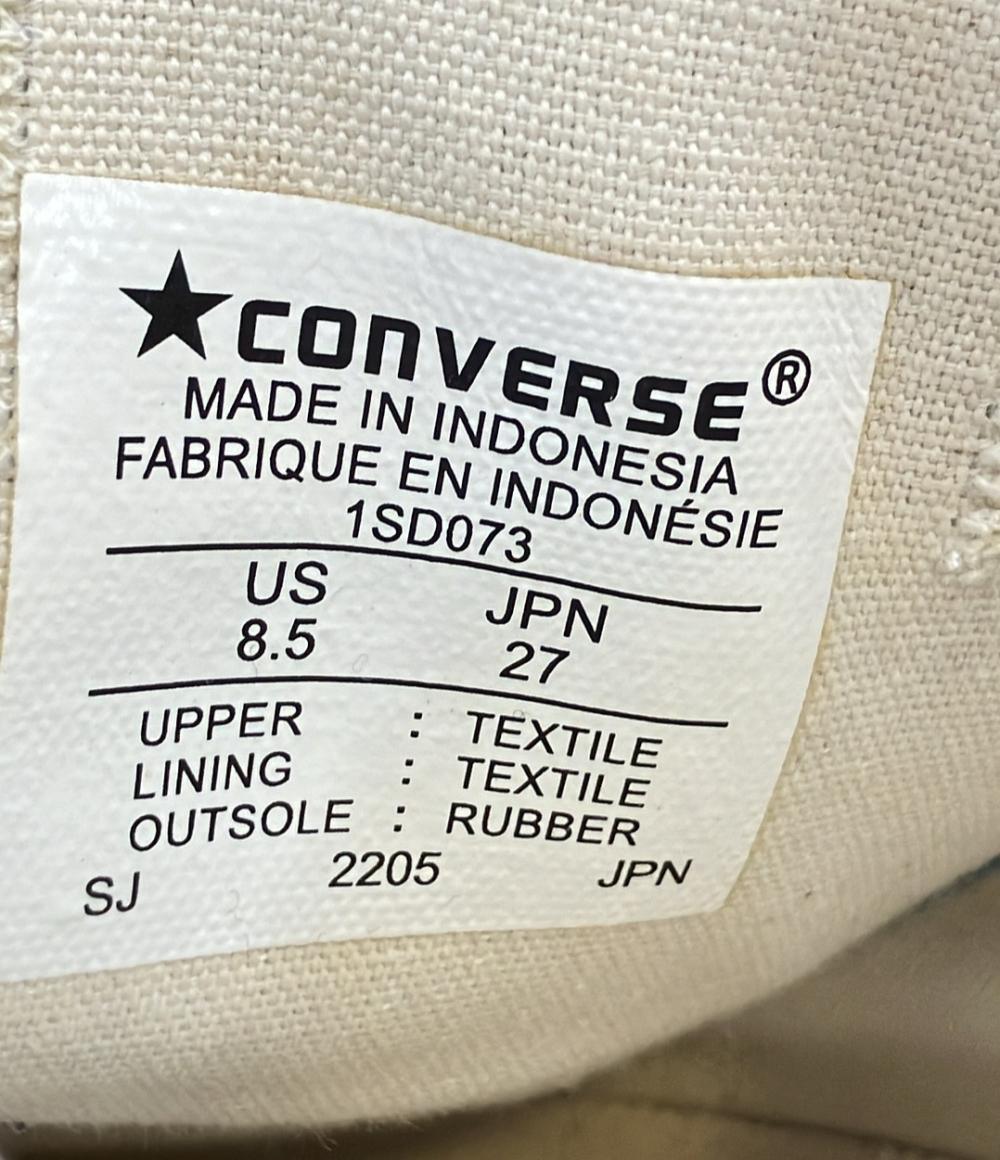 ★CONVERSE®
MADE IN INDONESIA
FABRIQUE EN INDONÉSIE
1SD073
US JPN
8.5 27
UPPER : TEXTILE
LINING : TEXTILE
OUTSOLE : RUBBER
SJ 2205 JPN